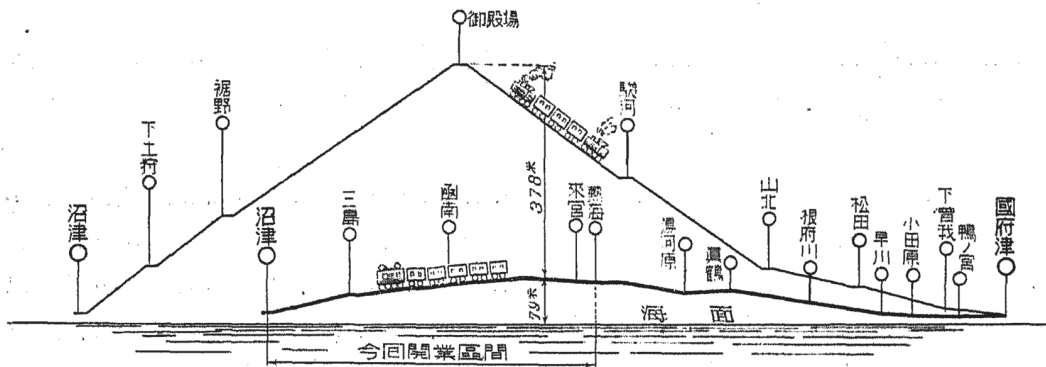 御殿場
裾野
駿河
下土狩
沼津
沼津
三島
函南
來宮
熱海
湯河原
眞鶴
山北
根府川
松田
早川
小田原
下曽我
鴨ノ宮
國府津
378米
79米
海面
今回開業區間